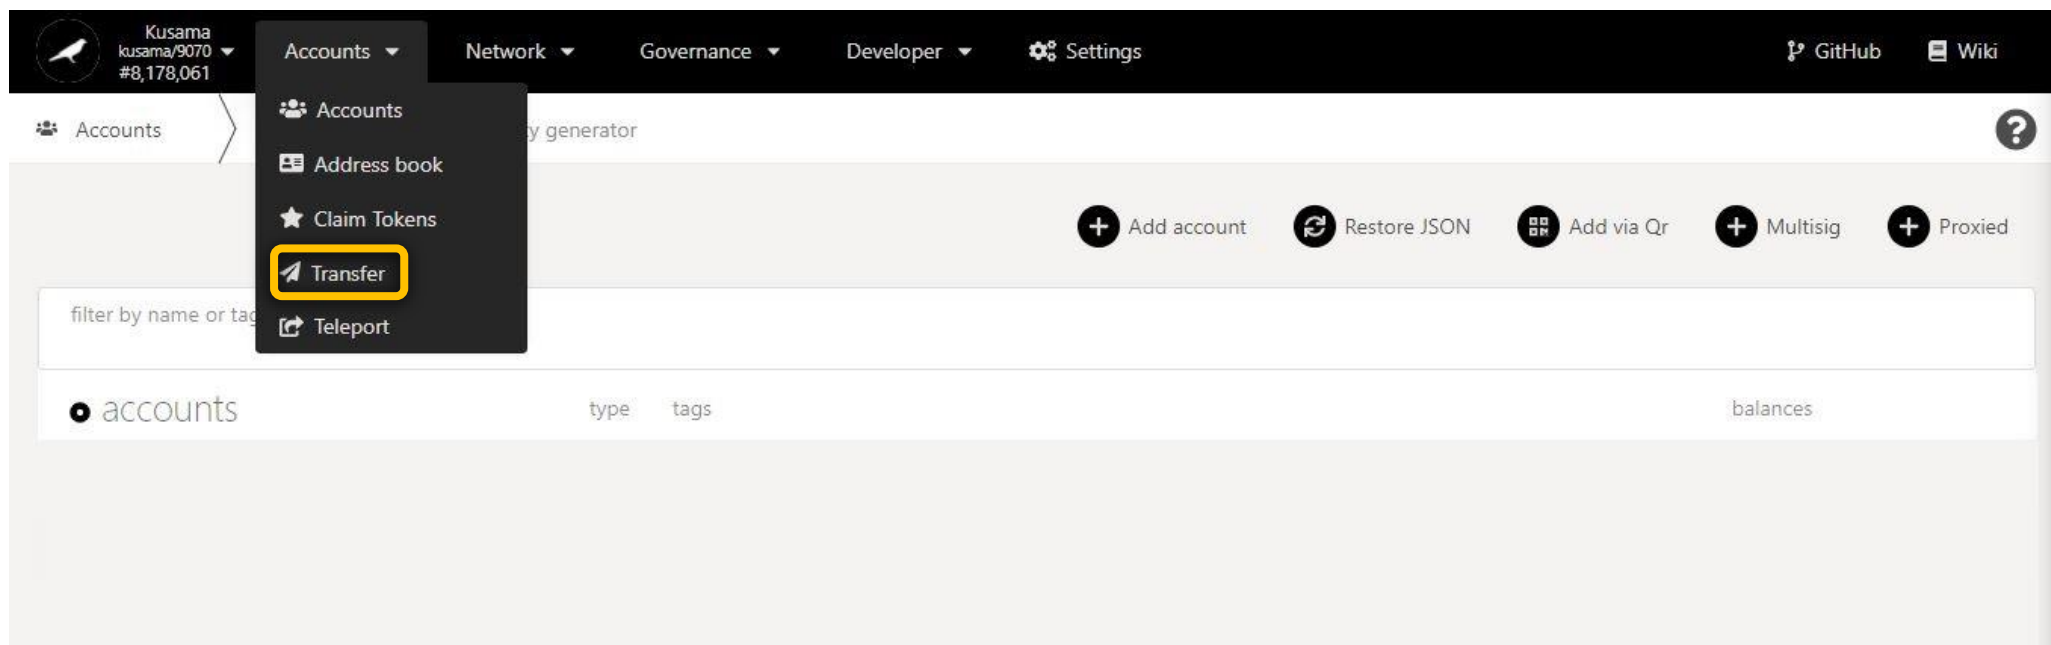 Kusama
kusama/9070
#8,178,061
Accounts
Network
Governance
Developer
Settings
GitHub
Wiki
Accounts
generator
Accounts
Address book
Claim Tokens
Transfer
Teleport
Add account
Restore JSON
Add via Qr
Multisig
Proxied
filter by name or
accounts
type
tags
balances